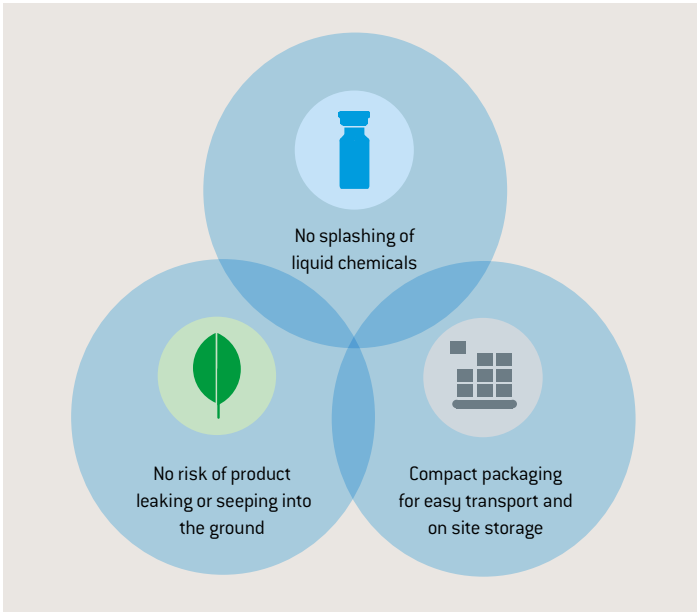 No splashing of
liquid chemicals
No risk of product
leaking or seeping into
the ground
Compact packaging
for easy transport and
on site storage